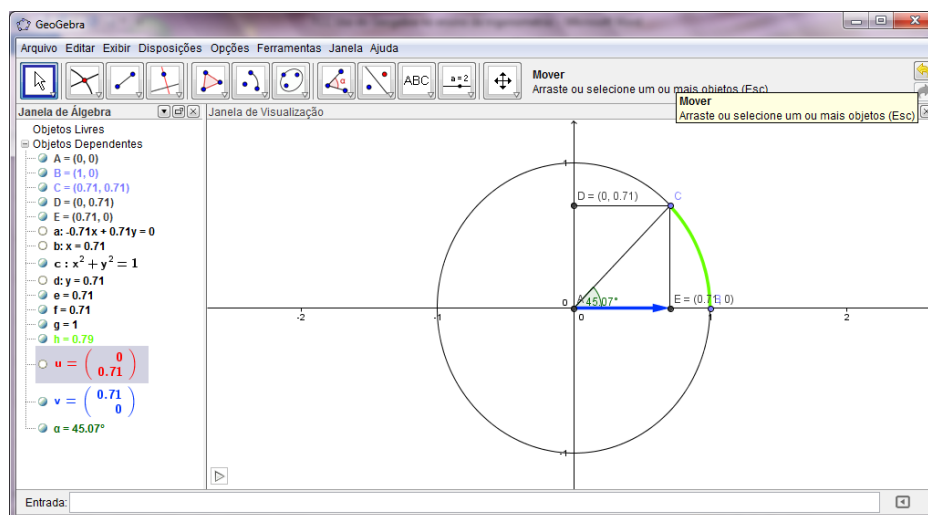 GeoGebra
Arquivo Editar Exibir Disposições Opções Ferramentas Janela Ajuda
ABC
a=2
Mover
Arraste ou selecione um ou mais objetos (Esc)
Mover
Arraste ou selecione um ou mais objetos (Esc)
Janela de Álgebra
Janela de Visualização
Objetos Livres
Objetos Dependentes
A = (0, 0)
B = (1, 0)
C = (0.71, 0.71)
D = (0, 0.71)
E = (0.71, 0)
a: -0.71x + 0.71y = 0
b: x = 0.71
c : x² + y² = 1
d: y = 0.71
e = 0.71
f = 0.71
g = 1
h = 0.79
u = ( 0
0.71 )
v = ( 0.71
0 )
α = 45.07°
1
D = (0, 0.71)
C
0
A
45.07°
E = (0.71, 0)
B
-2
-1
0
1
2
-1
Entrada: